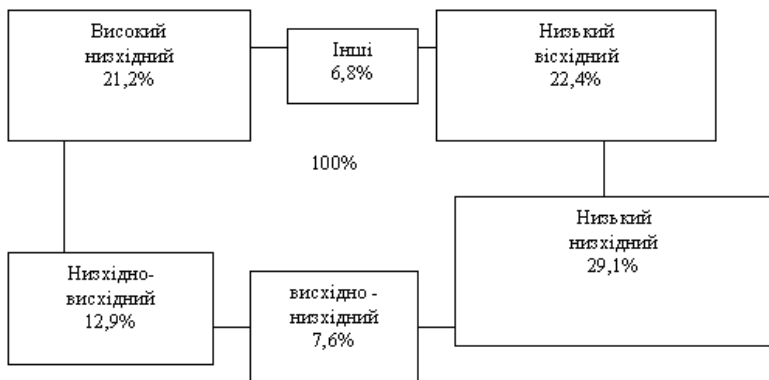 Високий
низхідний
21,2%
Інші
6,8%
Низький
вісхідний
22,4%
100%
Низький
низхідний
29,1%
Низхідно-
висхідний
12,9%
висхідно -
низхідний
7,6%